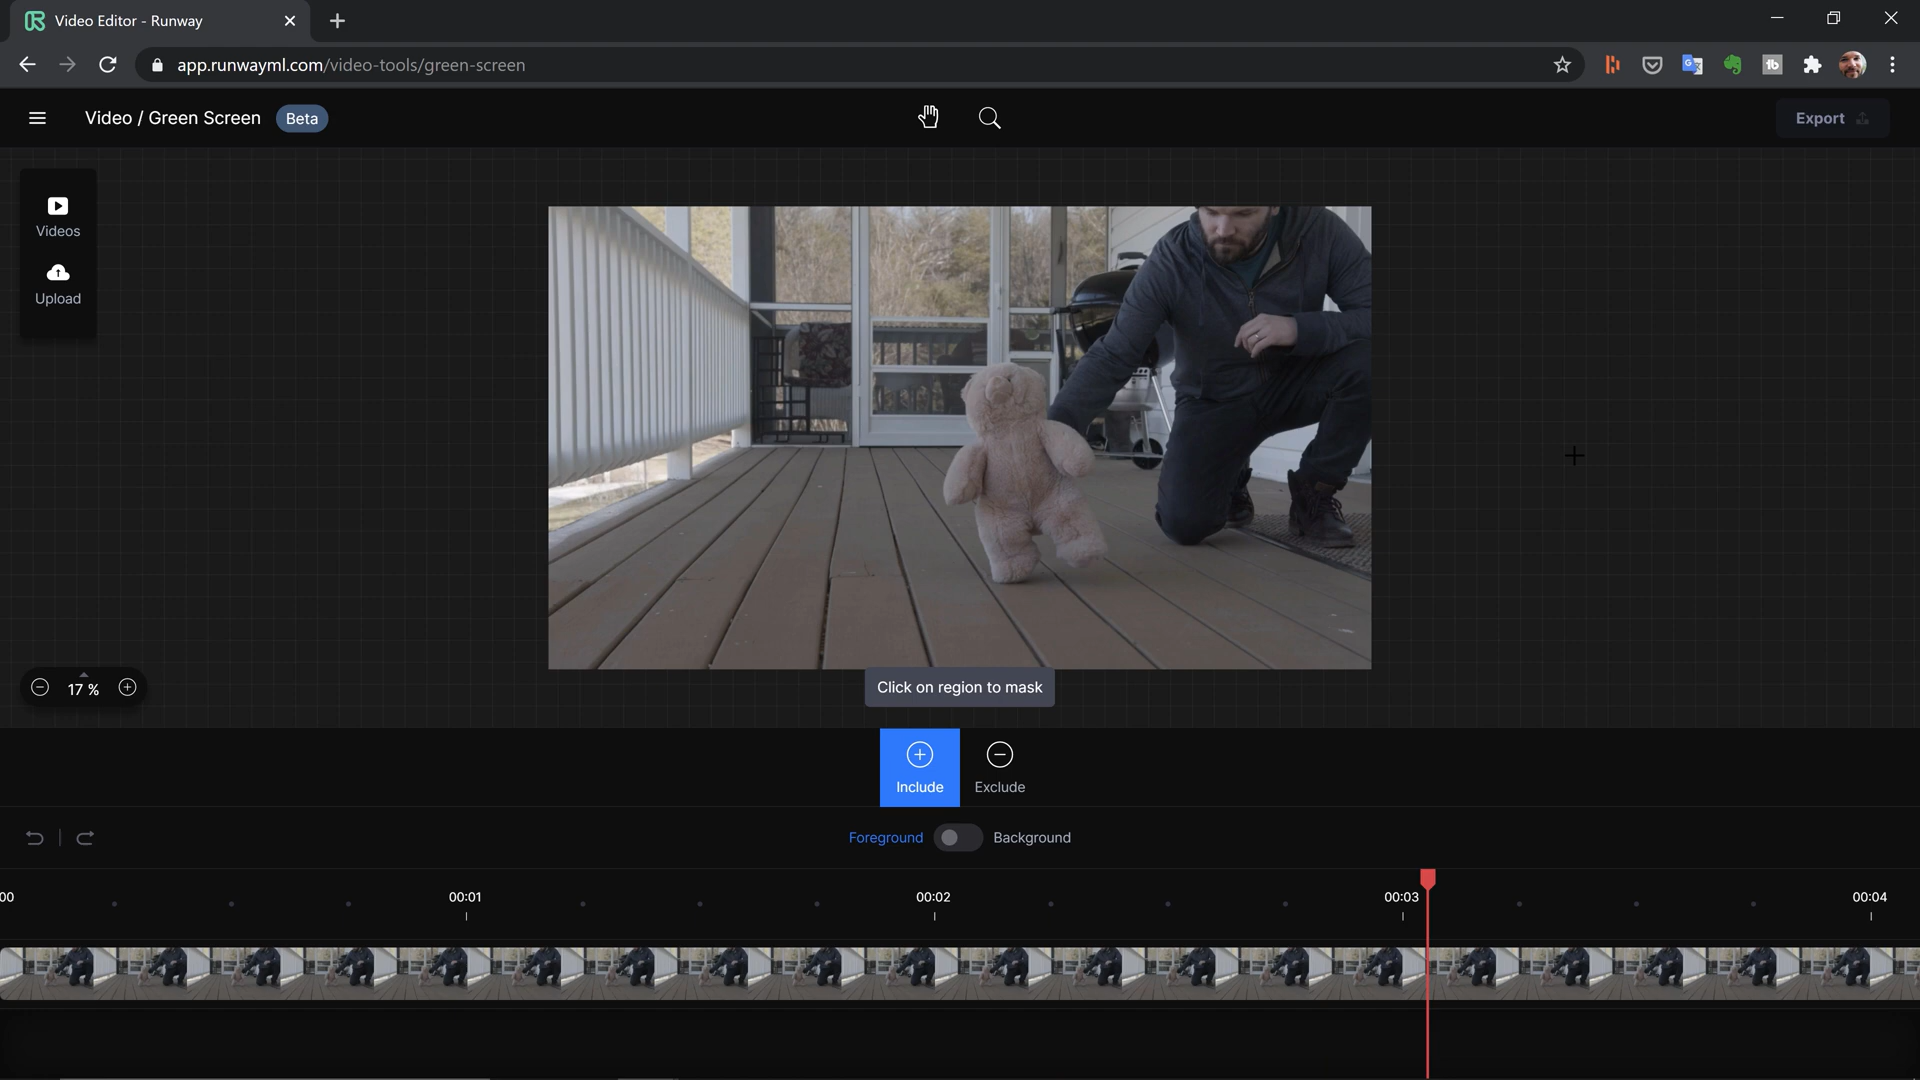 Video Editor - Runway
app.runwayml.com/video-tools/green-screen
Video / Green Screen Beta
Export
Videos
Upload
17 %
Click on region to mask
Include
Exclude
Foreground
Background
00
00:01
00:02
00:03
00:04